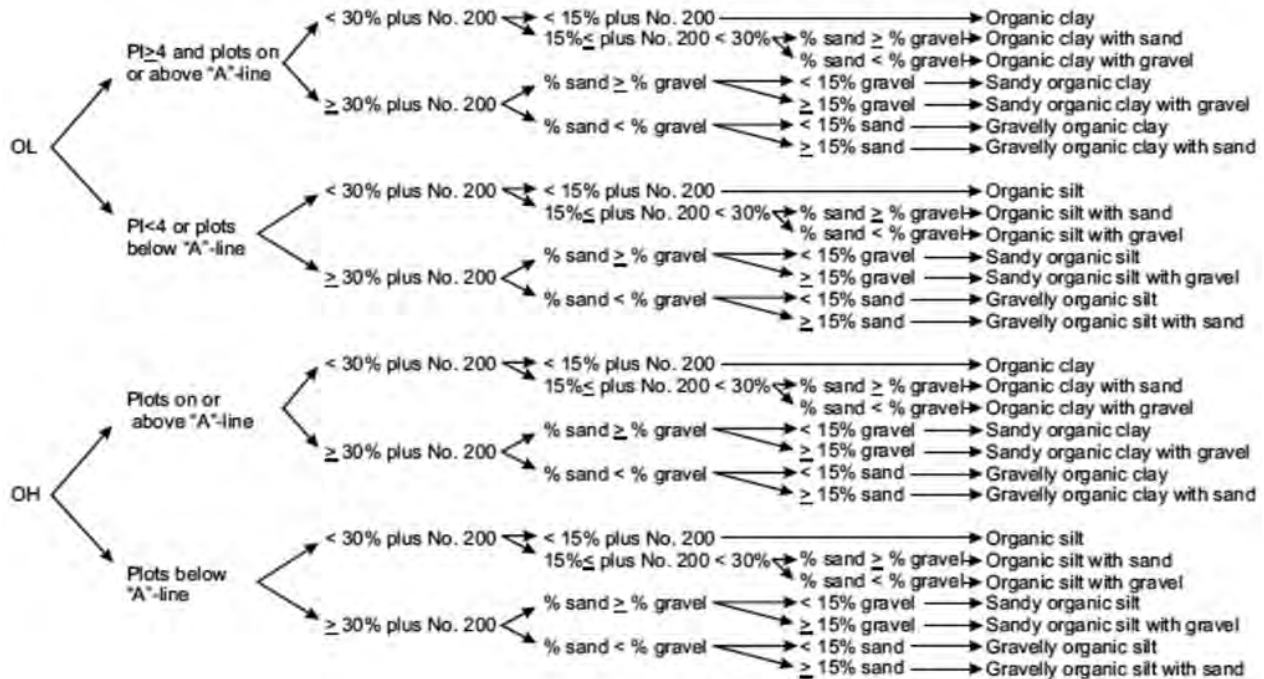 < 30% plus No. 200 < 15% plus No. 200 Organic clay
15%≤ plus No. 200 < 30% % sand ≥ % gravel Organic clay with sand
PI≥4 and plots on
or above "A"-line
% sand < % gravel Organic clay with gravel
% sand ≥ % gravel < 15% gravel Sandy organic clay
≥ 30% plus No. 200 ≥ 15% gravel Sandy organic clay with gravel
% sand < % gravel < 15% sand Gravelly organic clay
OL ≥ 15% sand Gravelly organic clay with sand
< 30% plus No. 200 < 15% plus No. 200 Organic silt
15%≤ plus No. 200 < 30% % sand ≥ % gravel Organic silt with sand
PI<4 or plots
below "A"-line
% sand < % gravel Organic silt with gravel
% sand ≥ % gravel < 15% gravel Sandy organic silt
≥ 30% plus No. 200 ≥ 15% gravel Sandy organic silt with gravel
% sand < % gravel < 15% sand Gravelly organic silt
≥ 15% sand Gravelly organic silt with sand
< 30% plus No. 200 < 15% plus No. 200 Organic clay
15%≤ plus No. 200 < 30% % sand ≥ % gravel Organic clay with sand
Plots on or
above "A"-line
% sand < % gravel Organic clay with gravel
% sand ≥ % gravel < 15% gravel Sandy organic clay
≥ 30% plus No. 200 ≥ 15% gravel Sandy organic clay with gravel
% sand < % gravel < 15% sand Gravelly organic clay
OH ≥ 15% sand Gravelly organic clay with sand
< 30% plus No. 200 < 15% plus No. 200 Organic silt
15%≤ plus No. 200 < 30% % sand ≥ % gravel Organic silt with sand
Plots below
"A"-line
% sand < % gravel Organic silt with gravel
% sand ≥ % gravel < 15% gravel Sandy organic silt
≥ 30% plus No. 200 ≥ 15% gravel Sandy organic silt with gravel
% sand < % gravel < 15% sand Gravelly organic silt
≥ 15% sand Gravelly organic silt with sand